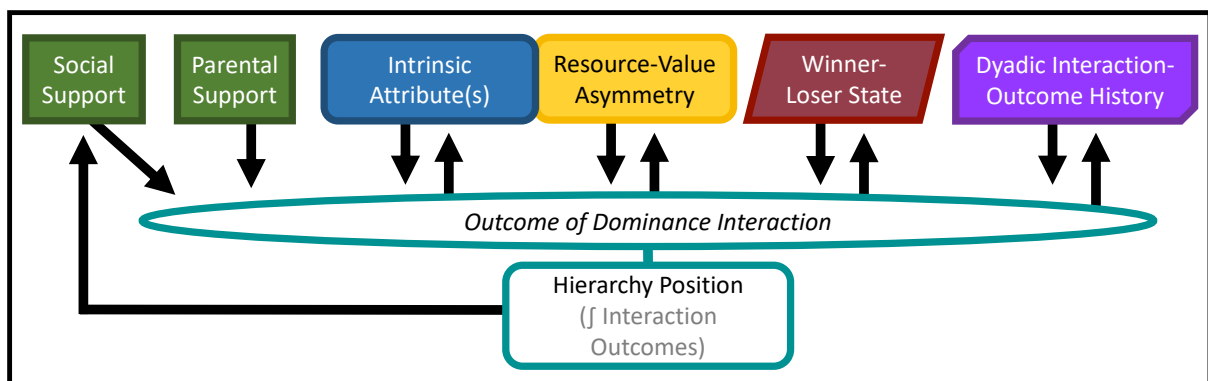 Social
Support
Parental
Support
Intrinsic
Attribute(s)
Resource-Value
Asymmetry
Winner-
Loser State
Dyadic Interaction-
Outcome History
Outcome of Dominance Interaction
Hierarchy Position
(∫ Interaction
Outcomes)